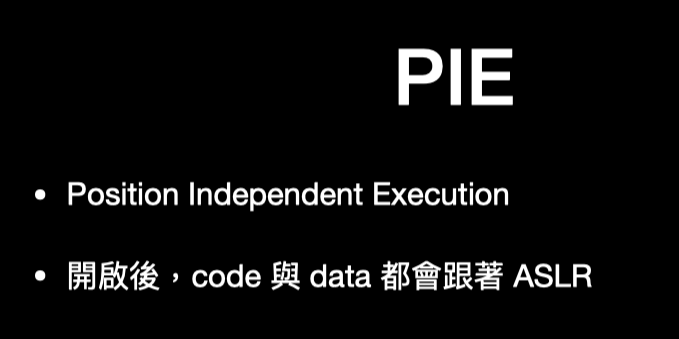 PIE
• Position Independent Execution
• 開啟後，code 與 data 都會跟著 ASLR